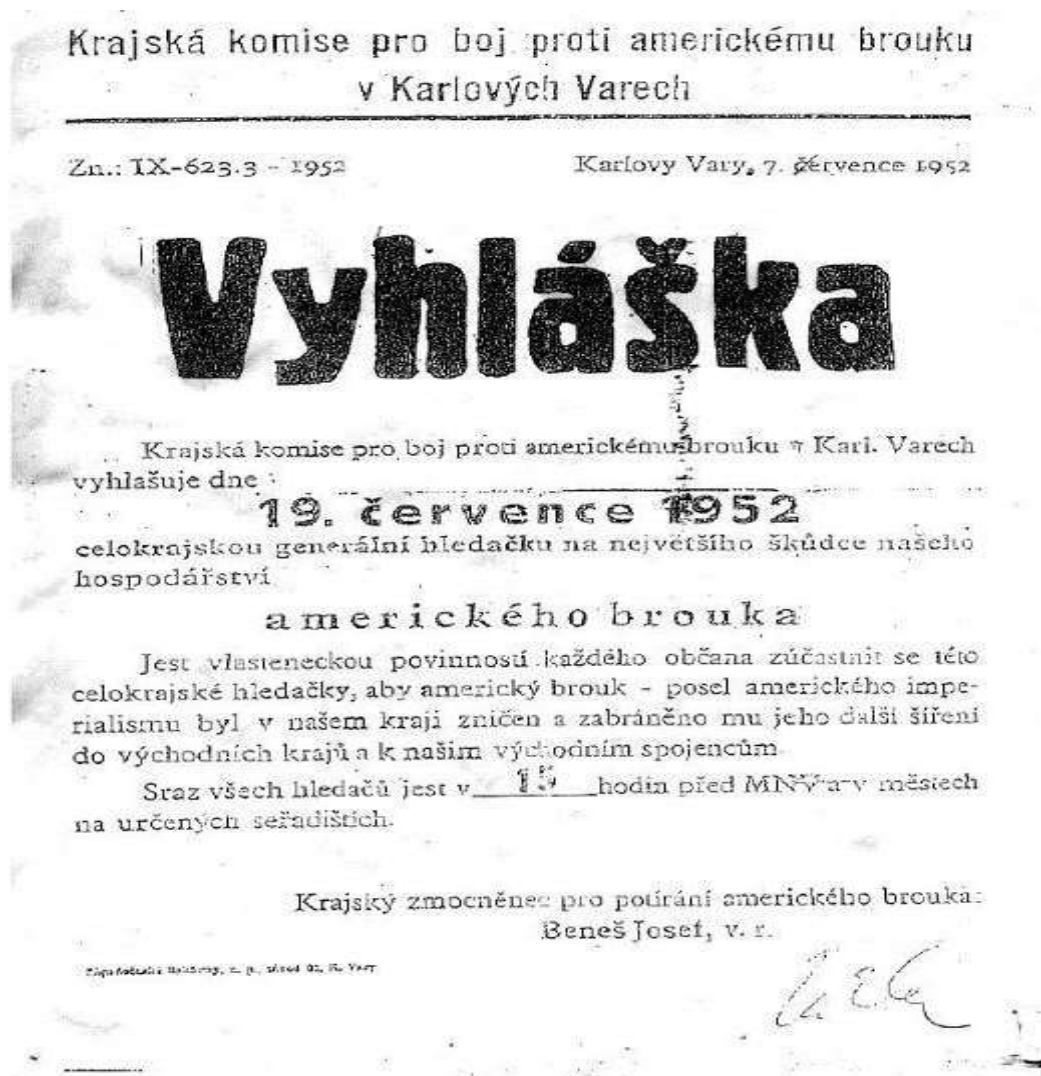 Krajská komise pro boj proti americkému brouku
v Karlových Varech
Zn.: IX-623.3 - 1952
Karlovy Vary, 7. července 1952
Vyhláška
Krajská komise pro boj proti americkému brouku v Karl. Varech
vyhlašuje dne
19. července 1952
celokrajskou generální hledačku na největšího škůdce našeho
hospodářství
amerického brouka
Jest vlasteneckou povinností každého občana zúčastnit se této
celokrajské hledačky, aby americký brouk - posel amerického impe-
rialismu byl v našem kraji zničen a zabráněno mu jeho další šíření
do východních krajů a k našim východním spojencům.
Sraz všech hledačů jest v 15 hodin před MNV a v městech
na určených seřadištích.
Krajský zmocněnec pro potírání amerického brouka:
Beneš Josef, v. r.